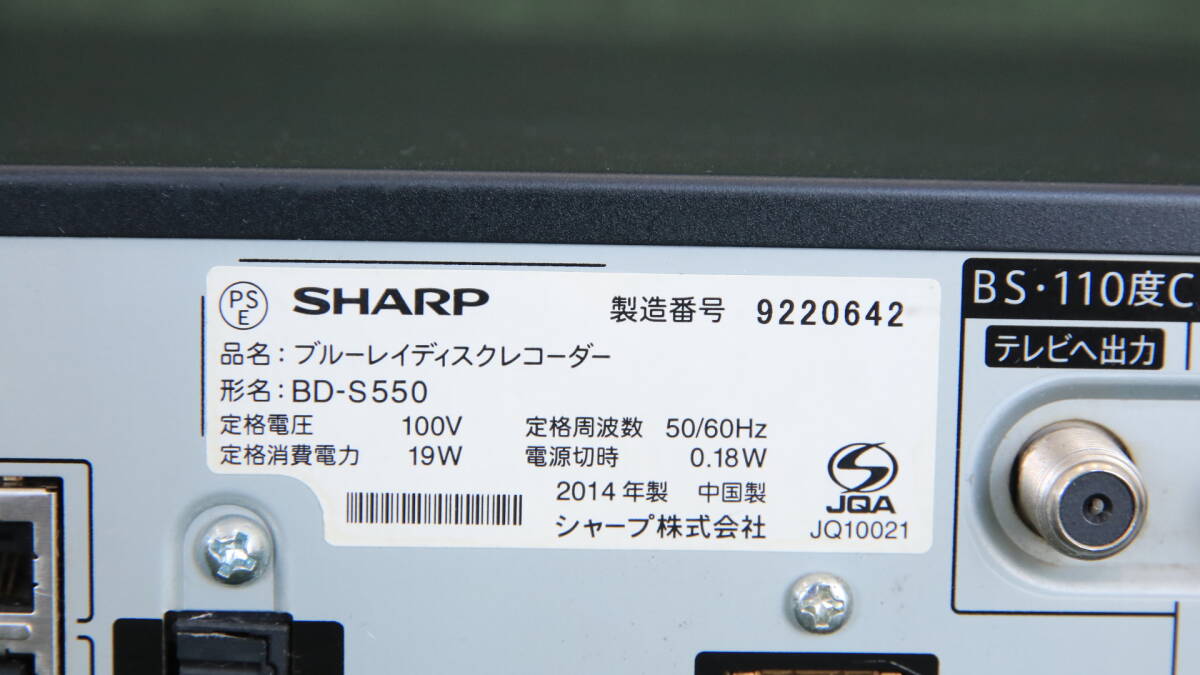 PS
E
SHARP
製造番号 9220642
品名：ブルーレイディスクレコーダー
形名：BD-S550
定格電圧 100V 定格周波数 50/60Hz
定格消費電力 19W 電源切時 0.18W
2014年製 中国製
シャープ株式会社
JQA
JQ10021
BS・110度C
テレビへ出力